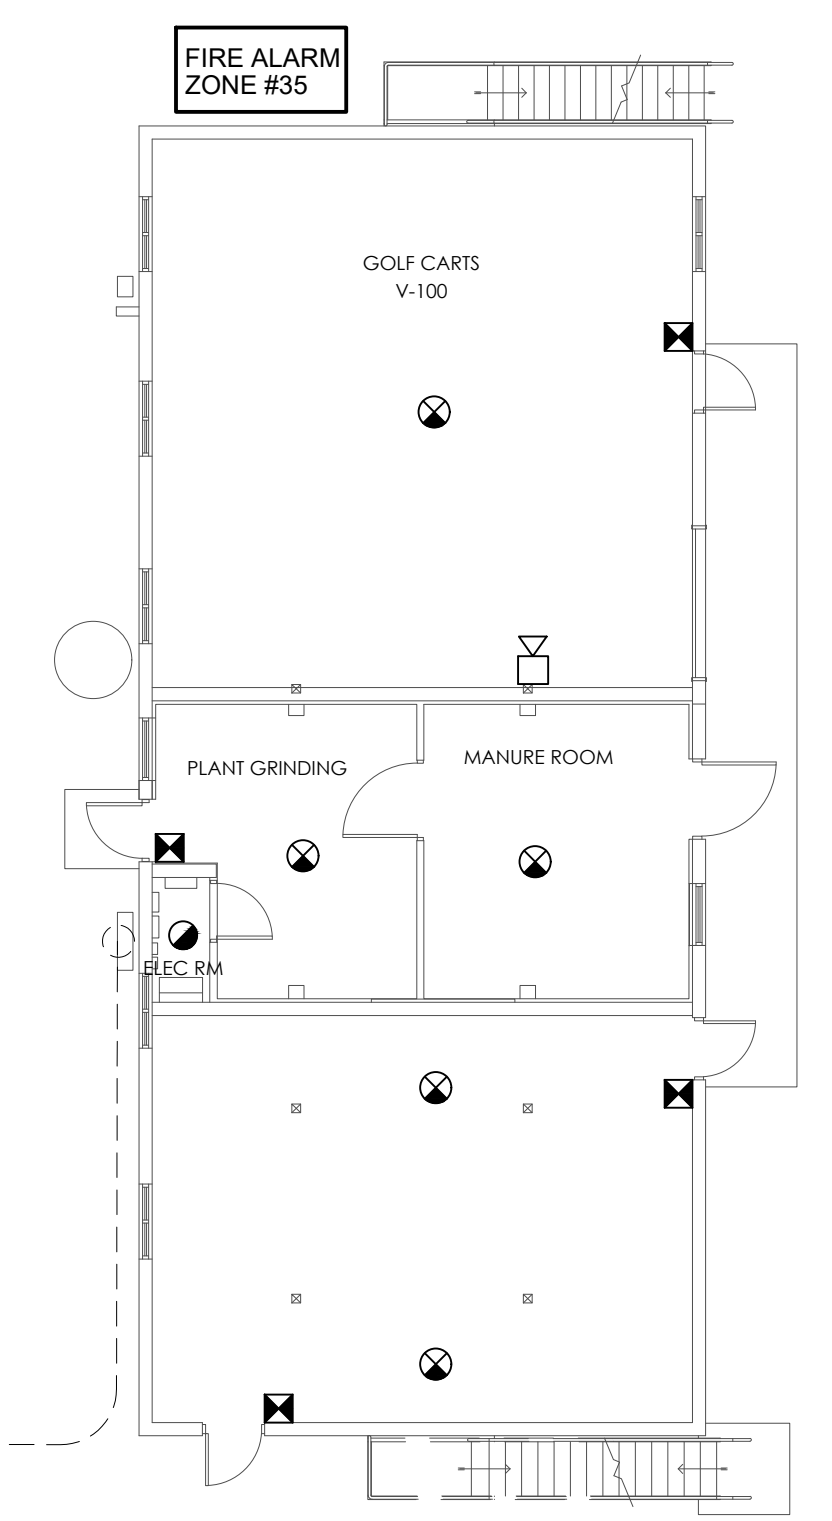 FIRE ALARM
ZONE #35
GOLF CARTS
V-100
PLANT GRINDING
MANURE ROOM
ELEC RM